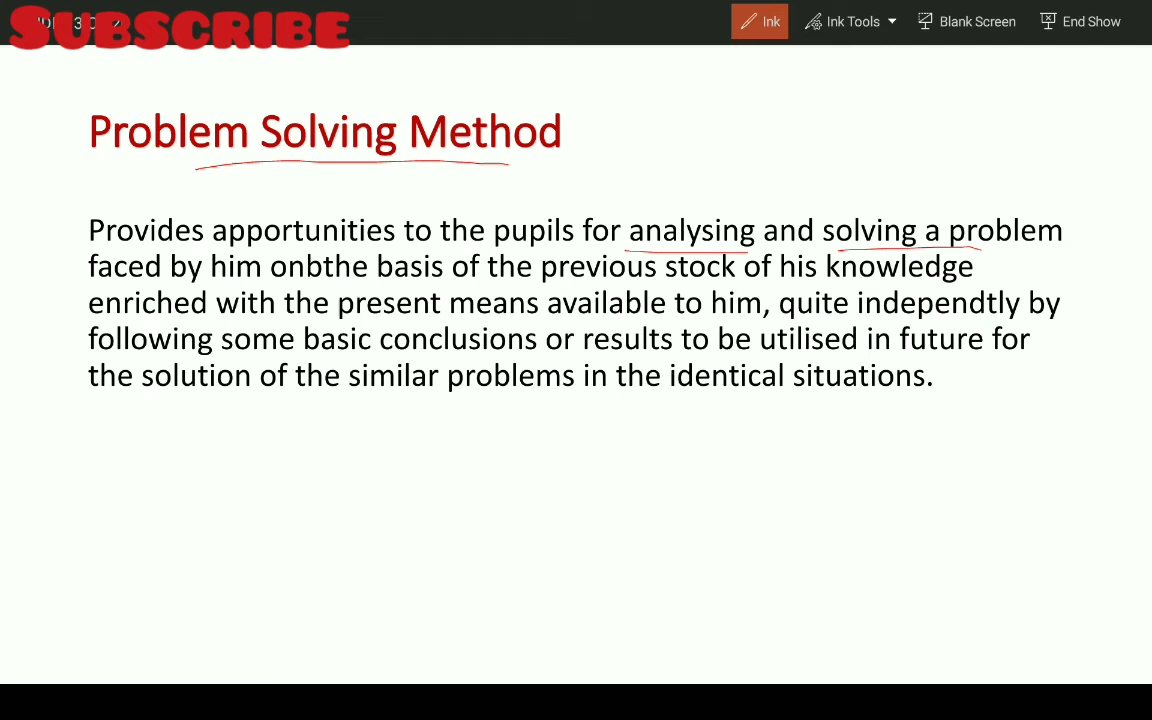 SUBSCRIBE
Ink
Ink Tools
Blank Screen
End Show
Problem Solving Method
Provides apportunities to the pupils for analysing and solving a problem
faced by him onbthe basis of the previous stock of his knowledge
enriched with the present means available to him, quite independtly by
following some basic conclusions or results to be utilised in future for
the solution of the similar problems in the identical situations.